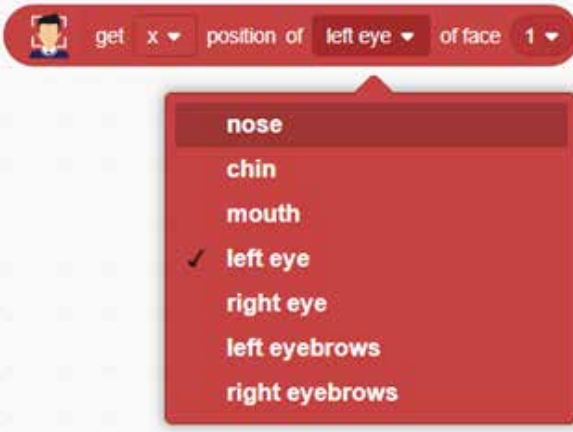 get x position of left eye of face 1
nose
chin
mouth
left eye
right eye
left eyebrows
right eyebrows